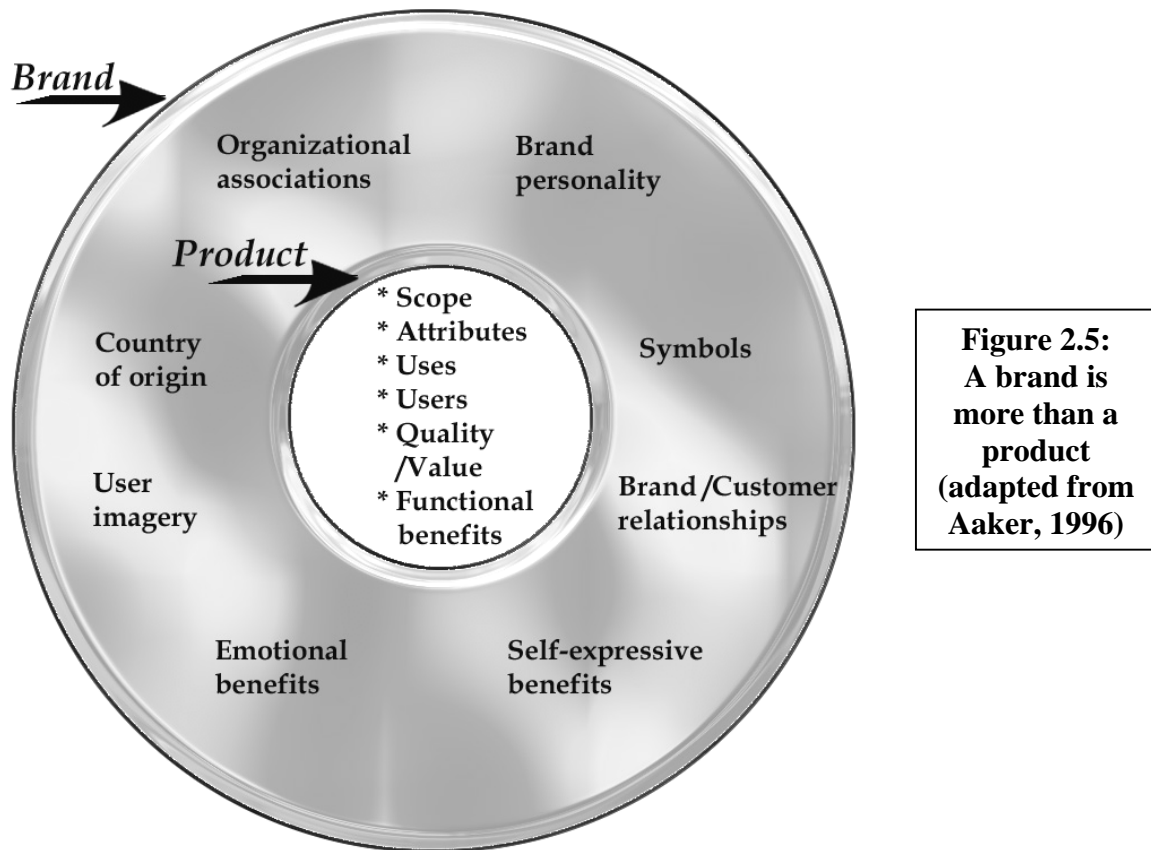 Brand
Organizational
associations
Brand
personality
Product
* Scope
* Attributes
* Uses
* Users
* Quality
/Value
* Functional
benefits
Country
of origin
Symbols
User
imagery
Brand /Customer
relationships
Emotional
benefits
Self-expressive
benefits
Figure 2.5:
A brand is
more than a
product
(adapted from
Aaker, 1996)